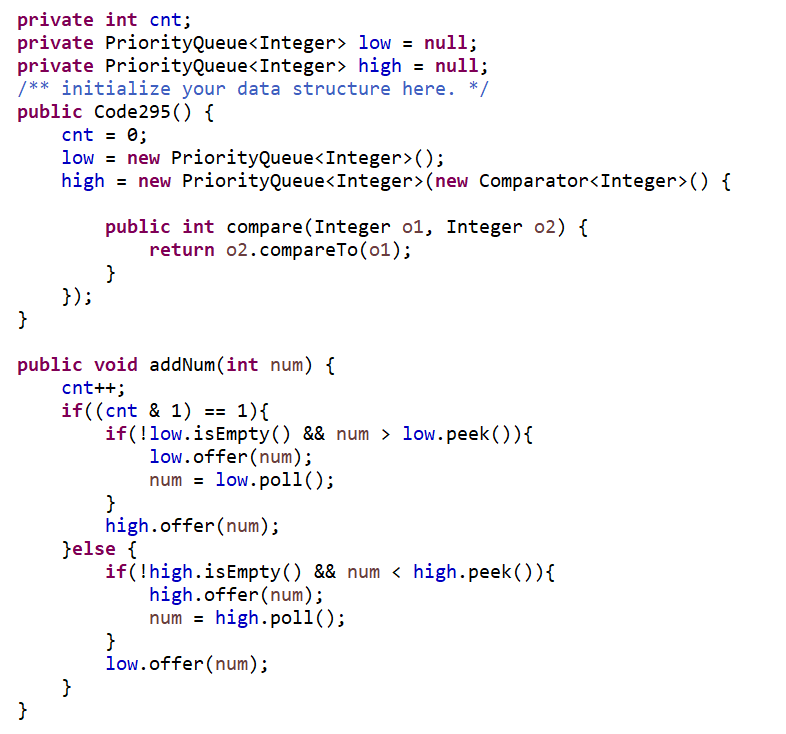 private int cnt;
private PriorityQueue<Integer> low = null;
private PriorityQueue<Integer> high = null;
/** initialize your data structure here. */
public Code295() {
    cnt = 0;
    low = new PriorityQueue<Integer>();
    high = new PriorityQueue<Integer>(new Comparator<Integer>() {

        public int compare(Integer o1, Integer o2) {
            return o2.compareTo(o1);
        }
    });
}

public void addNum(int num) {
    cnt++;
    if((cnt & 1) == 1){
        if(!low.isEmpty() && num > low.peek()){
            low.offer(num);
            num = low.poll();
        }
        high.offer(num);
    }else {
        if(!high.isEmpty() && num < high.peek()){
            high.offer(num);
            num = high.poll();
        }
        low.offer(num);
    }
}